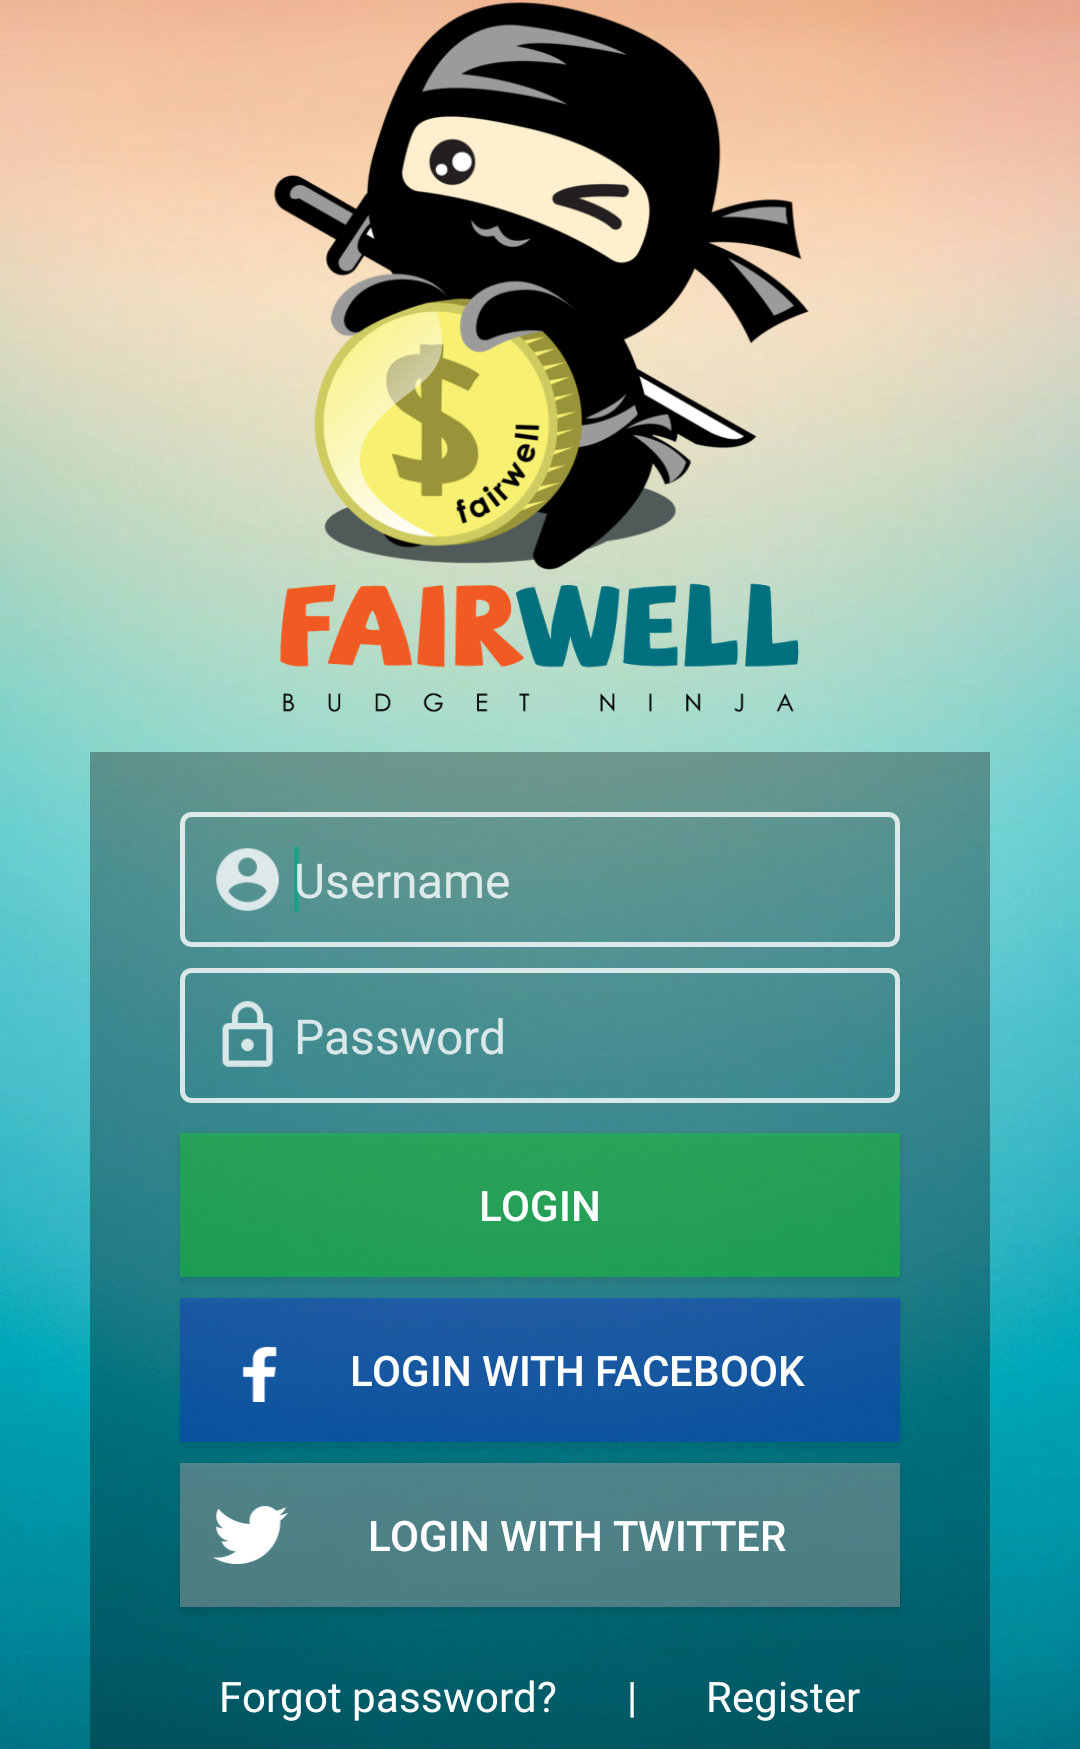 $
fairwell
FAIRWELL
BUDGET NINJA
Username
Password
LOGIN
f LOGIN WITH FACEBOOK
LOGIN WITH TWITTER
Forgot password? | Register